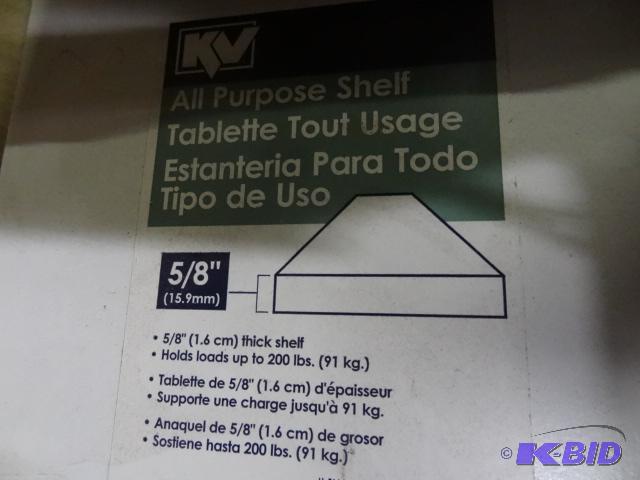 KV
All Purpose Shelf
Tablette Tout Usage
Estanteria Para Todo
Tipo de Uso
5/8"
(15.9mm)
• 5/8" (1.6 cm) thick shelf
• Holds loads up to 200 lbs. (91 kg.)
• Tablette de 5/8" (1.6 cm) d'épaisseur
• Supporte une charge jusqu'à 91 kg.
• Anaquel de 5/8" (1.6 cm) de grosor
• Sostiene hasta 200 lbs. (91 kg.)
© K-BID